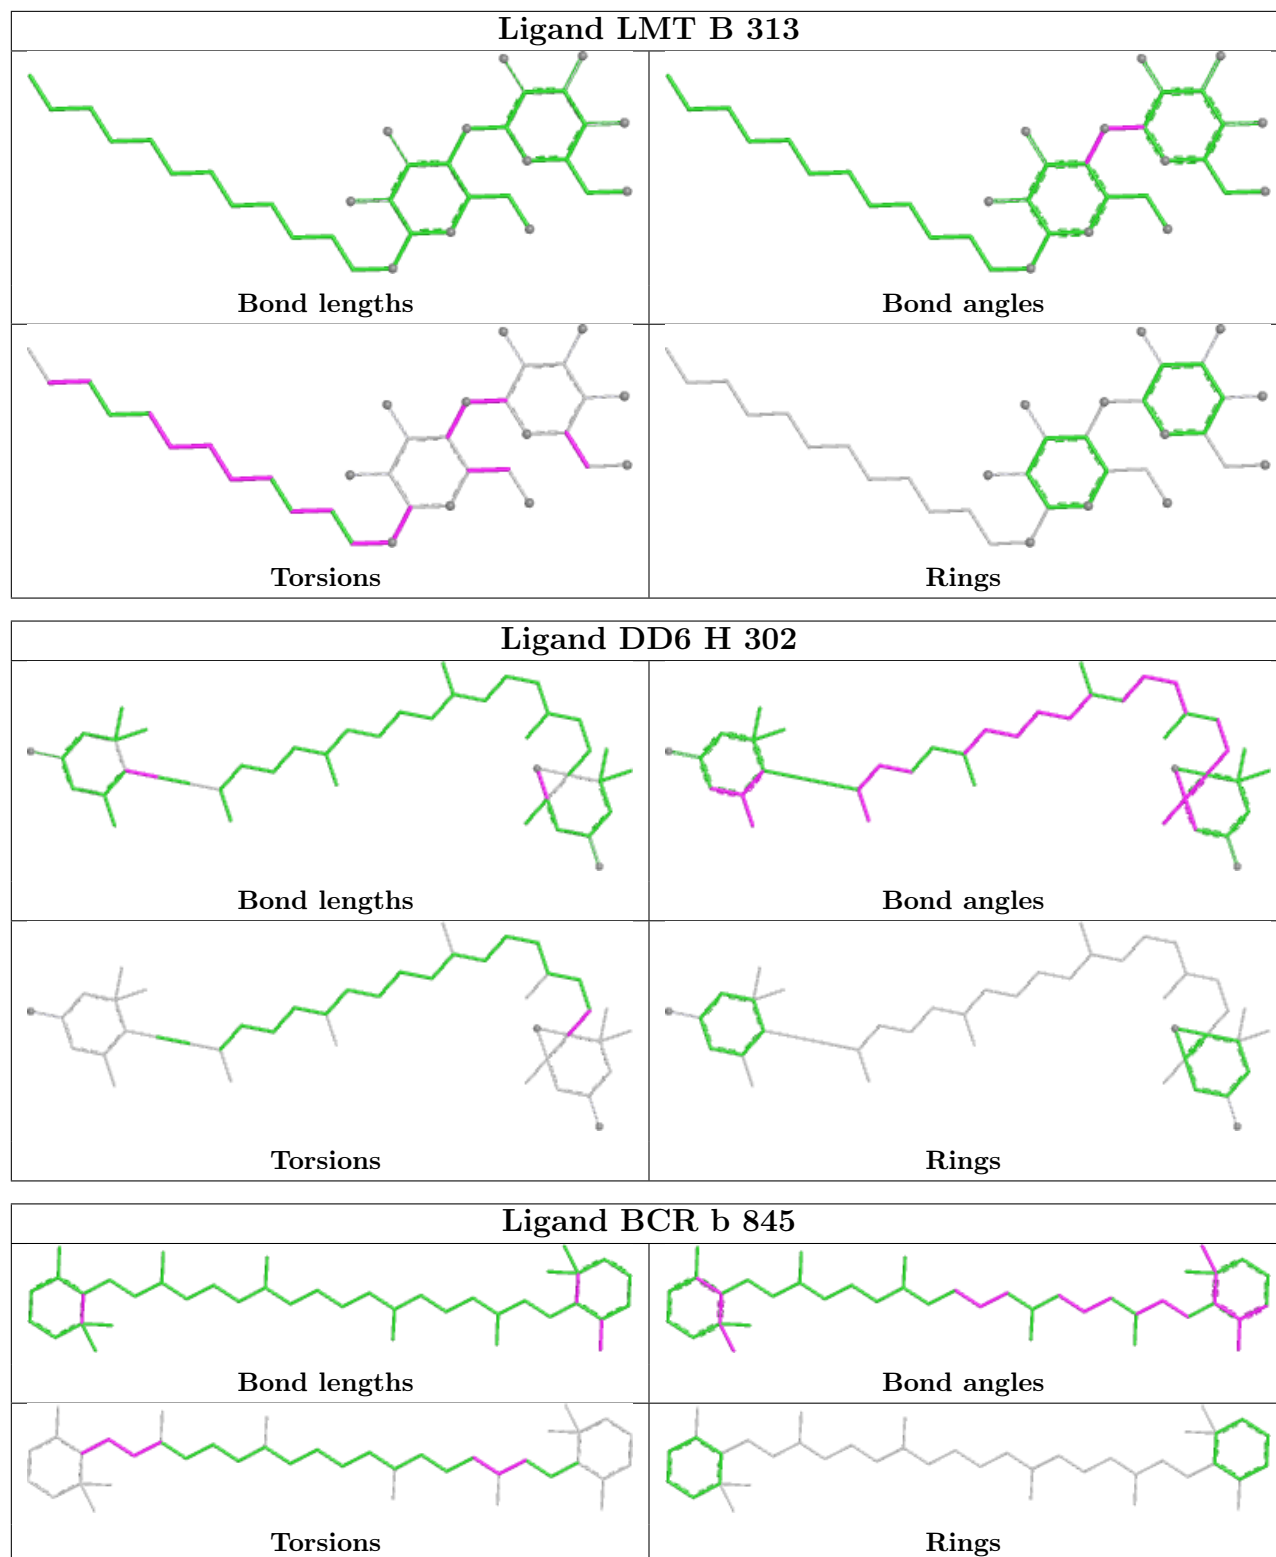 Ligand LMT B 313
Bond lengths
Bond angles
Torsions
Rings
Ligand DD6 H 302
Bond lengths
Bond angles
Torsions
Rings
Ligand BCR b 845
Bond lengths
Bond angles
Torsions
Rings